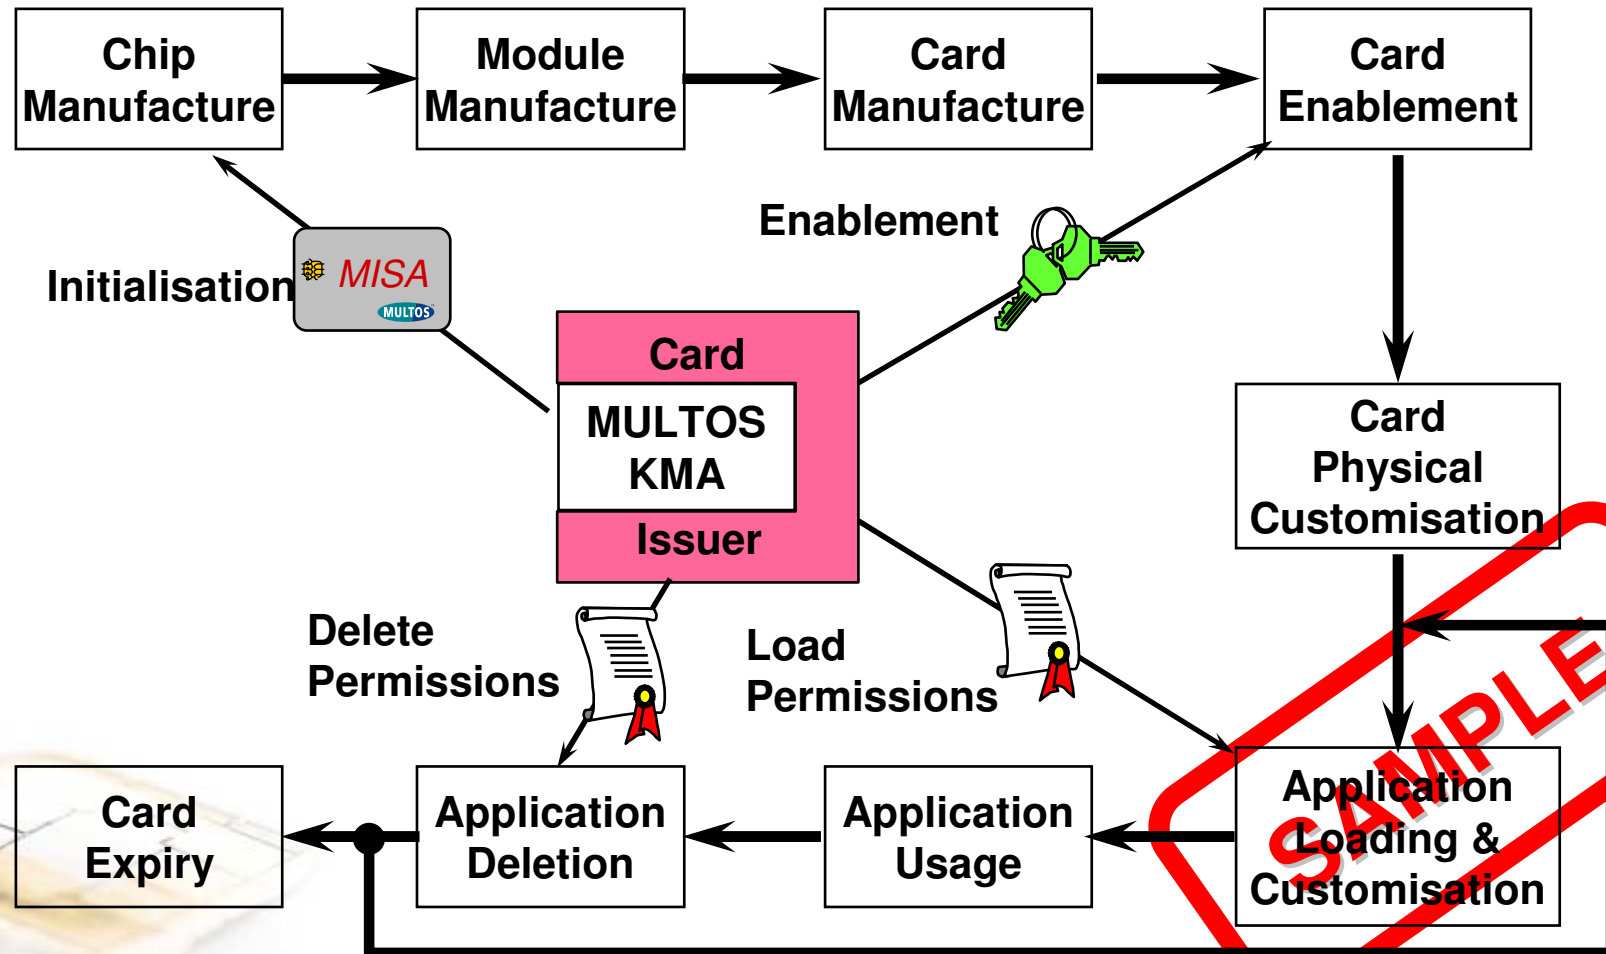 Chip
Manufacture
Module
Manufacture
Card
Manufacture
Card
Enablement
Enablement
Initialisation
MISA
MULTOS
Card
MULTOS
KMA
Issuer
Card
Physical
Customisation
Delete
Permissions
Load
Permissions
SAMPLE
Card
Expiry
Application
Deletion
Application
Usage
Application
Loading &
Customisation